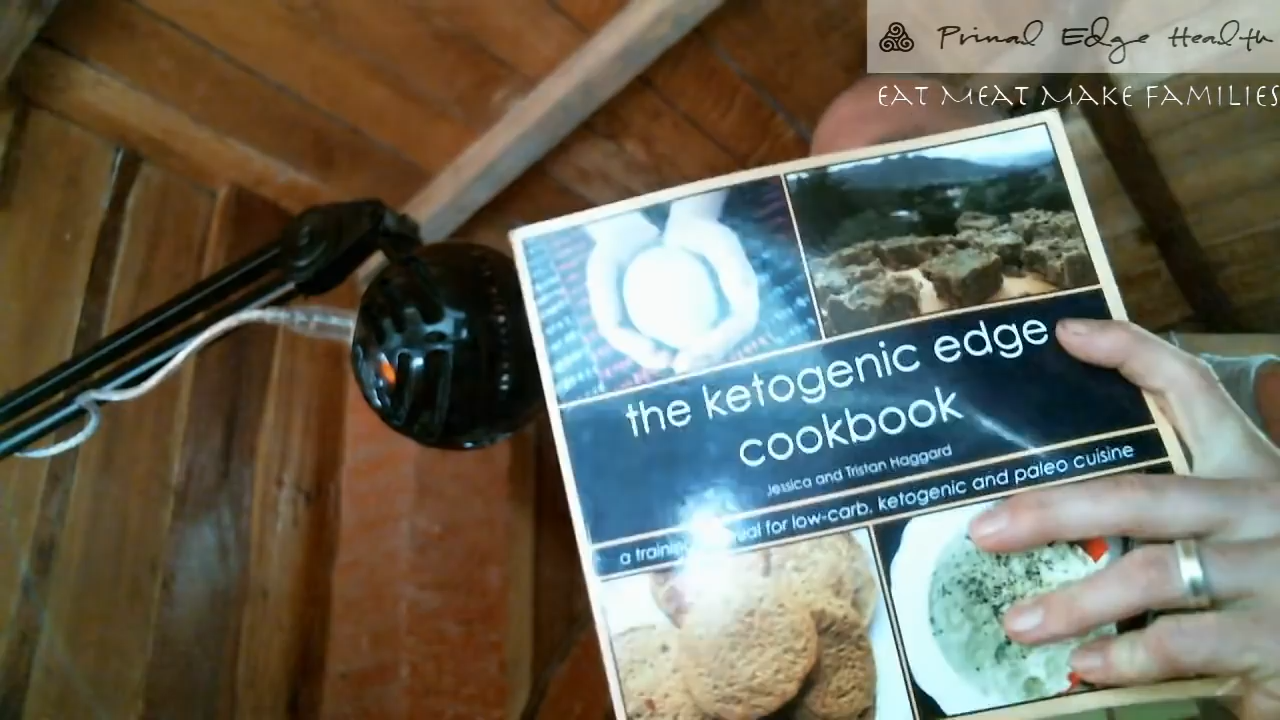 Primal Edge Health
EAT MEAT MAKE FAMILIES
the ketogenic edge
cookbook
Jessica and Tristan Haggard
a training for low-carb, ketogenic and paleo cuisine